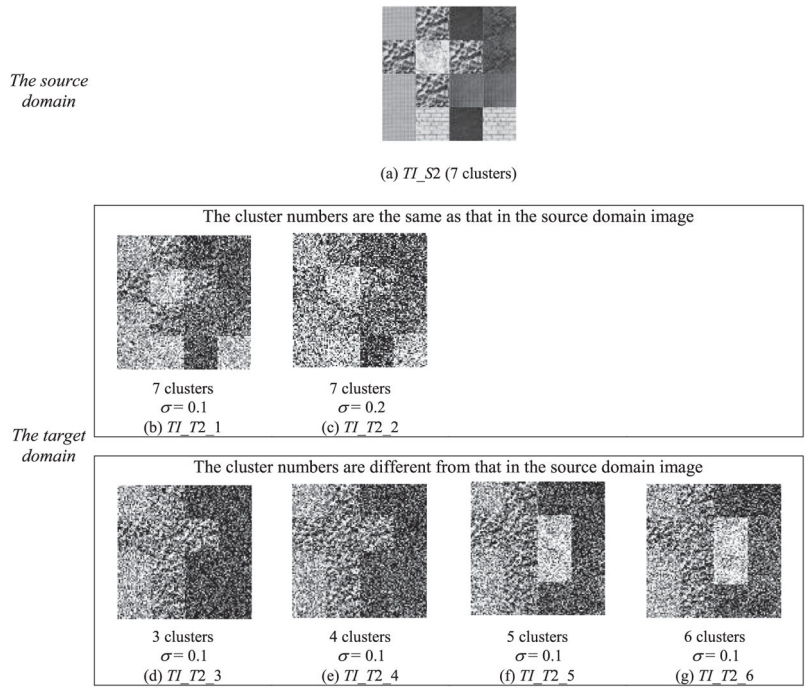 The source
domain
(a) TI_S2 (7 clusters)
The cluster numbers are the same as that in the source domain image
7 clusters
σ= 0.1
(b) TI_T2_1
7 clusters
σ= 0.2
(c) TI_T2_2
The target
domain
The cluster numbers are different from that in the source domain image
3 clusters
σ= 0.1
(d) TI_T2_3
4 clusters
σ= 0.1
(e) TI_T2_4
5 clusters
σ= 0.1
(f) TI_T2_5
6 clusters
σ= 0.1
(g) TI_T2_6